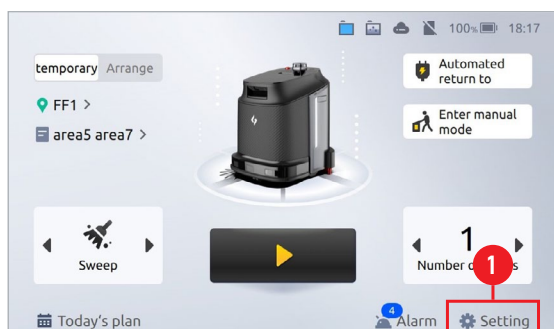 100% 18:17
temporary Arrange
Automated
return to
FF1 >
Enter manual
mode
area5 area7 >
1
Sweep
Number o
1
4
Today's plan
Alarm
Setting